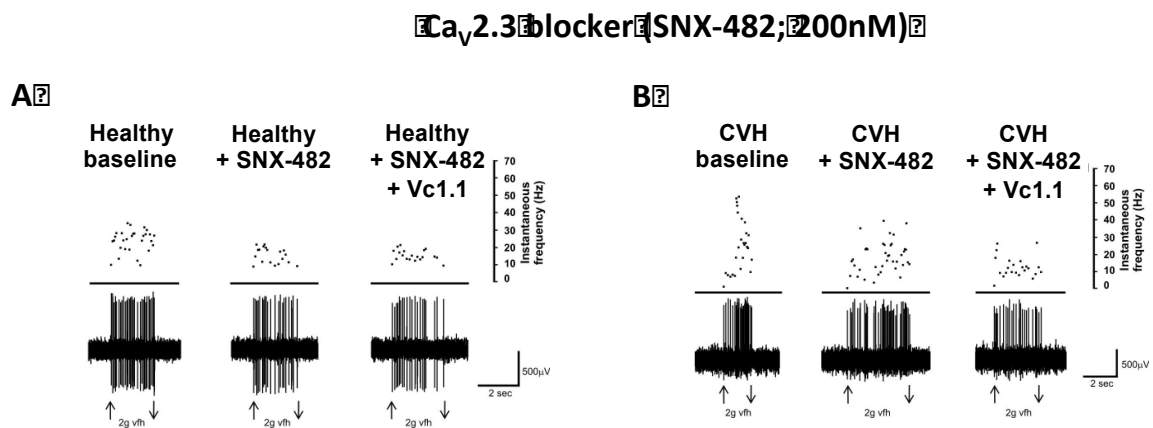 CaV2.3 blocker (SNX-482; 200nM)
A
Healthy baseline
Healthy + SNX-482
Healthy + SNX-482 + Vc1.1
70
60
50
40
30
20
10
0
Instantaneous frequency (Hz)
500µV
2 sec
2g vfh
2g vfh
2g vfh
B
CVH baseline
CVH + SNX-482
CVH + SNX-482 + Vc1.1
70
60
50
40
30
20
10
0
Instantaneous frequency (Hz)
500µV
2 sec
2g vfh
2g vfh
2g vfh